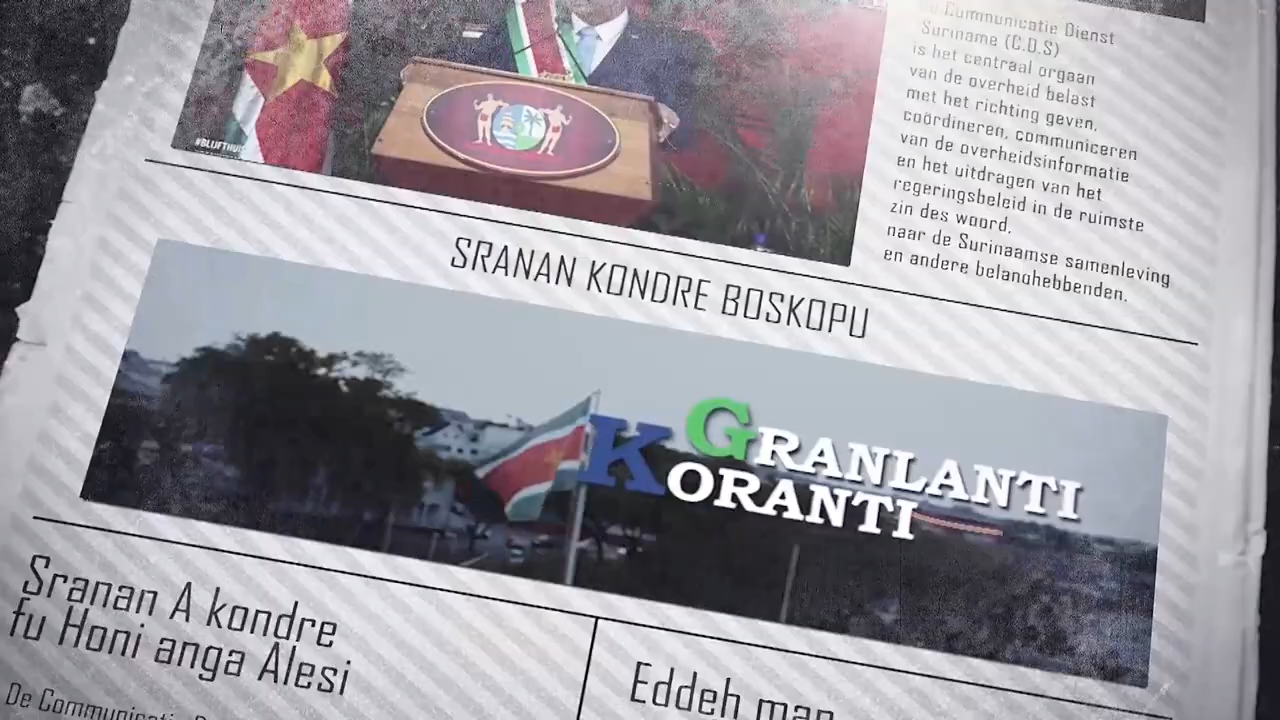 Communicatie Dienst
Suriname (C.D.S)
is het centraal orgaan
van de overheid belast
met het richting geven,
coördineren, communiceren
van de overheidsinformatie
en het uitdragen van het
regeringsbeleid in de ruimste
zin des woord,
naar de Surinaamse samenleving
en andere belanghebbenden.
SRANAN KONDRE BOSKOPU
GRANLANTI
KORANTI
Sranan A kondre
fu Honi anga Alesi
De
Eddeh man